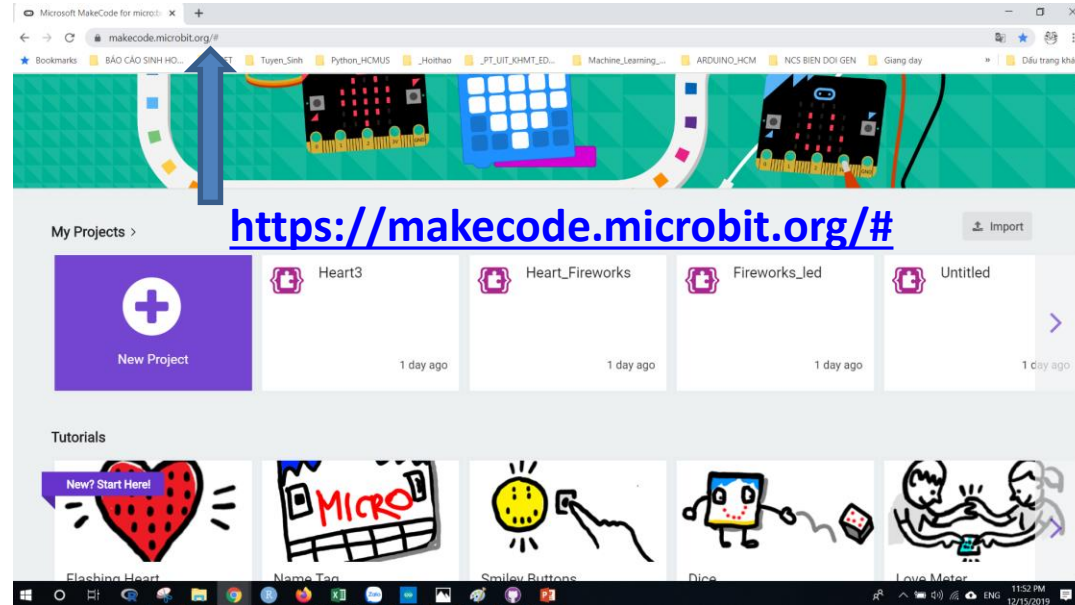 Microsoft MakeCode for micro:b
makecode.microbit.org/#
Bookmarks BÁO CÁO SINH HO... ET Tuyen_Sinh Python_HCMUS _Hoithao _PT_UIT_KHMT_ED... Machine_Learning_... ARDUINO_HCM NCS BIEN DOI GEN Giang day » Dấu trang khá
https://makecode.microbit.org/#
My Projects >
Import
New Project
Heart3
1 day ago
Heart_Fireworks
1 day ago
Fireworks_led
1 day ago
Untitled
1 day ago
Tutorials
New? Start Here!
MICRO
Flashing Heart
Name Tag
Smiley Buttons
Dice
Love Meter
Zalo
ENG
11:52 PM
12/15/2019